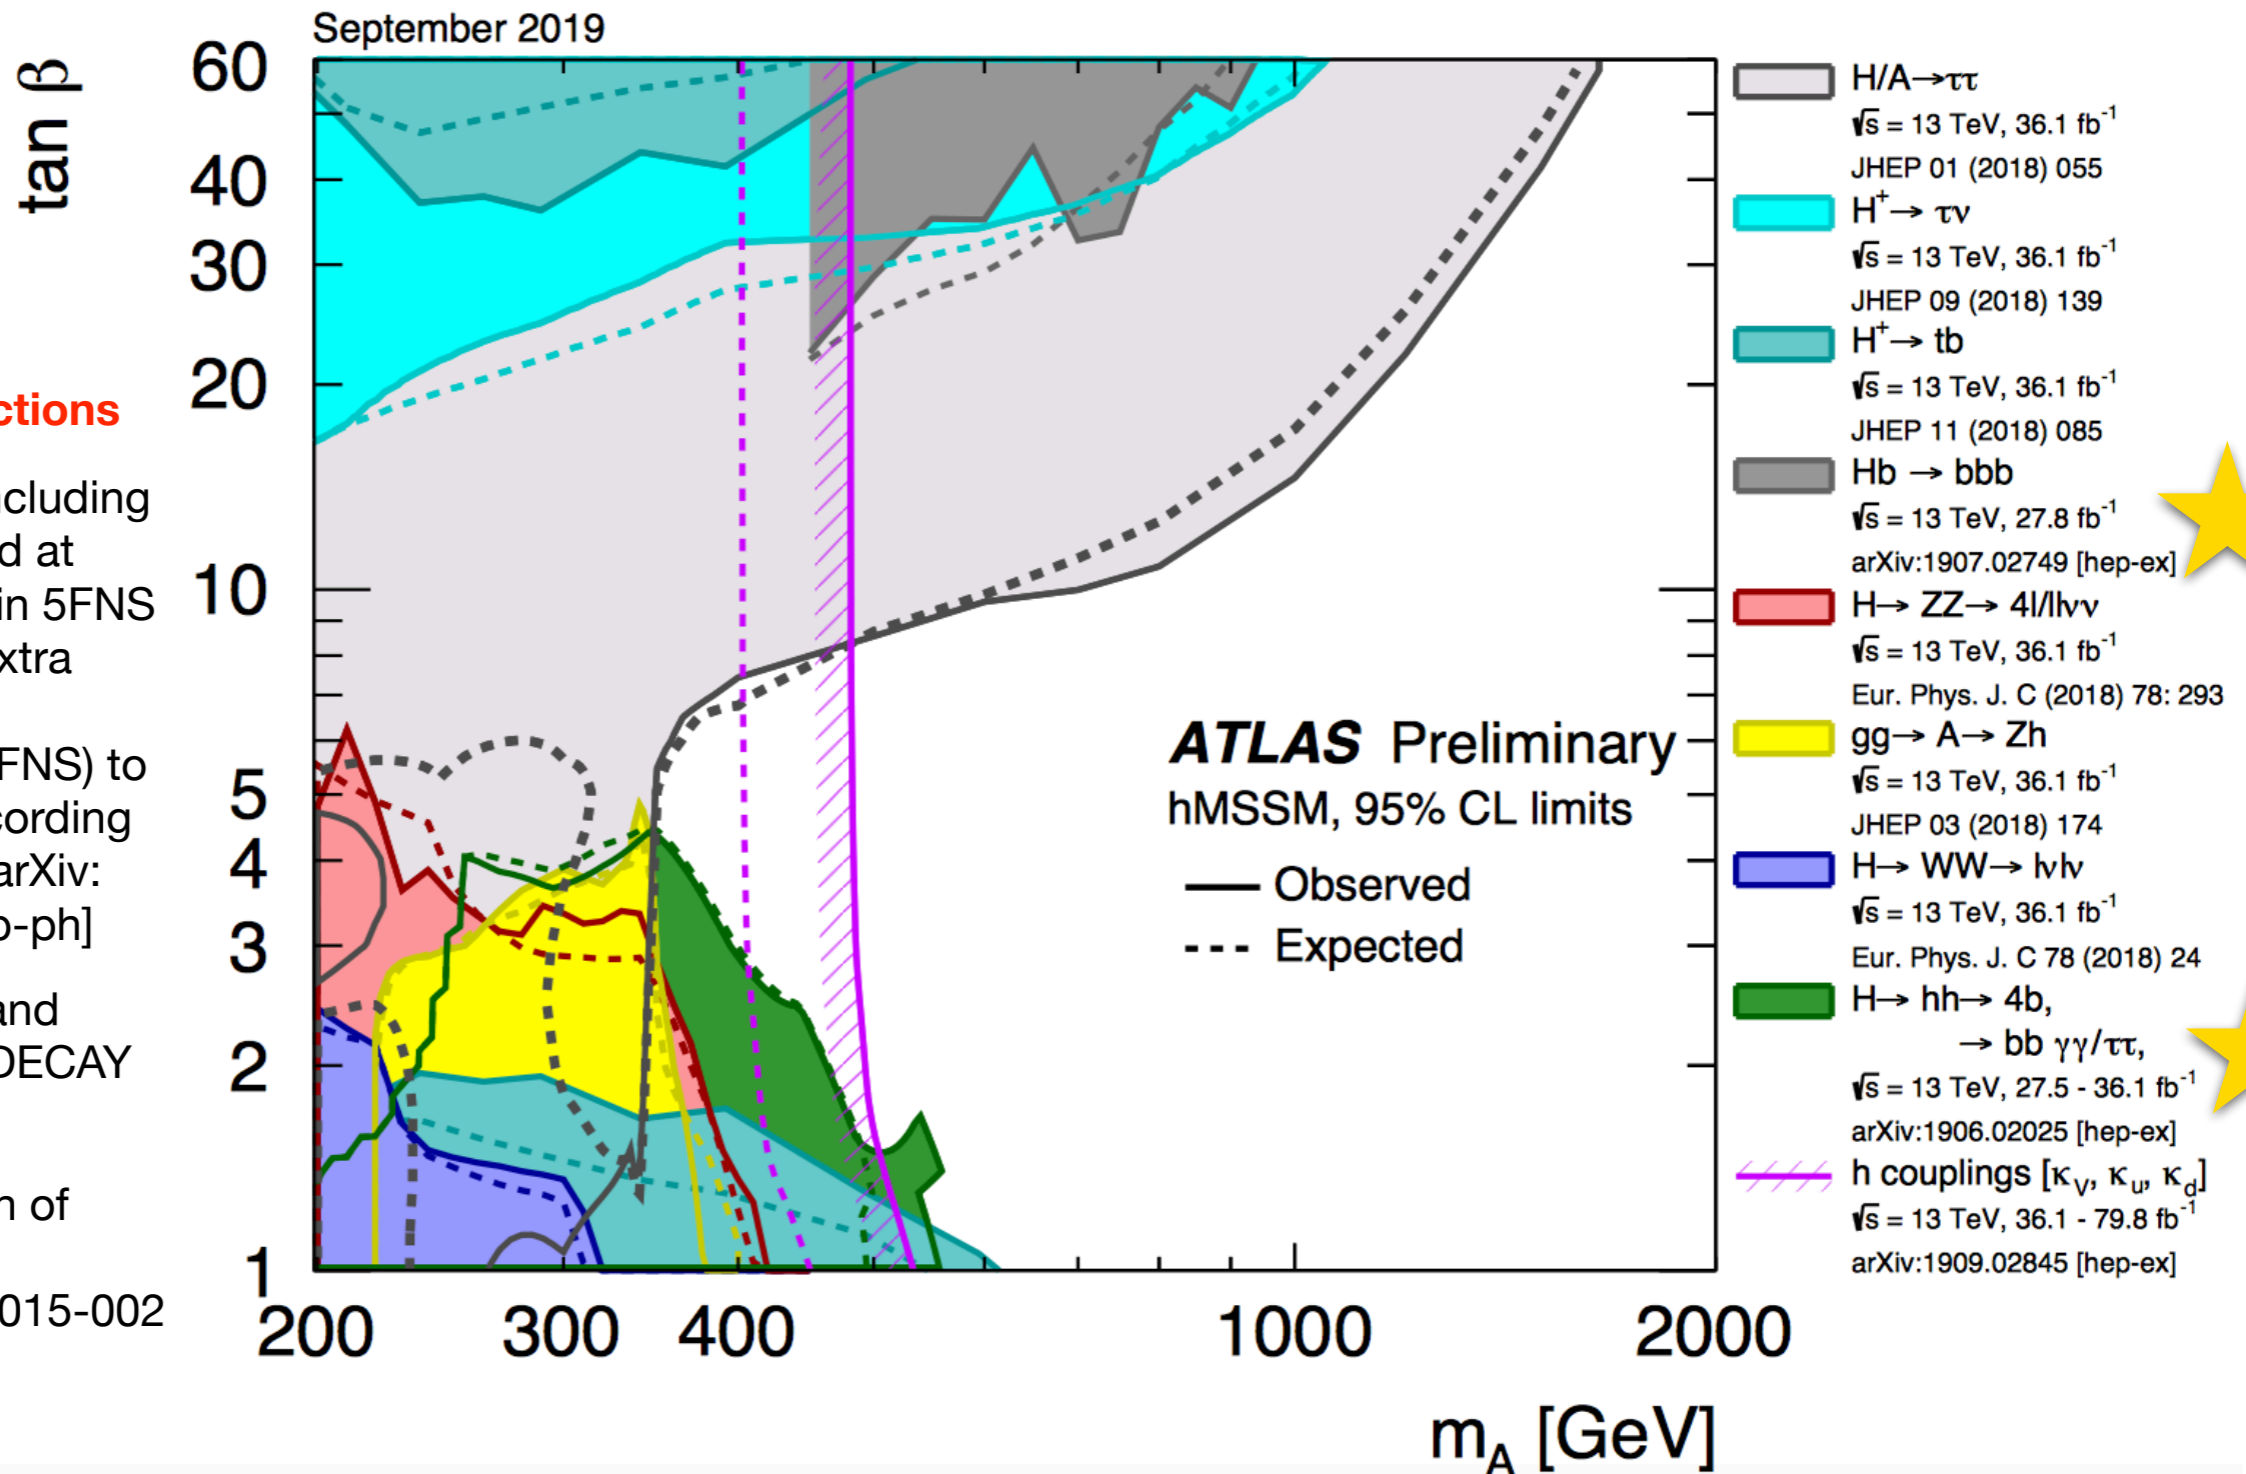 September 2019
tan β
60
40
30
20
10
5
4
3
2
1
200
300
400
1000
2000
m_A [GeV]
ATLAS Preliminary
hMSSM, 95% CL limits
Observed
Expected
H/A→ττ
√s = 13 TeV, 36.1 fb⁻¹
JHEP 01 (2018) 055
H⁺→ τν
√s = 13 TeV, 36.1 fb⁻¹
JHEP 09 (2018) 139
H⁺→ tb
√s = 13 TeV, 36.1 fb⁻¹
JHEP 11 (2018) 085
Hb → bbb
√s = 13 TeV, 27.8 fb⁻¹
arXiv:1907.02749 [hep-ex]
H→ ZZ→ 4l/llνν
√s = 13 TeV, 36.1 fb⁻¹
Eur. Phys. J. C (2018) 78: 293
gg→ A→ Zh
√s = 13 TeV, 36.1 fb⁻¹
JHEP 03 (2018) 174
H→ WW→ lνlν
√s = 13 TeV, 36.1 fb⁻¹
Eur. Phys. J. C 78 (2018) 24
H→ hh→ 4b,
→ bb γγ/ττ,
√s = 13 TeV, 27.5 - 36.1 fb⁻¹
arXiv:1906.02025 [hep-ex]
h couplings [κ_V, κ_u, κ_d]
√s = 13 TeV, 36.1 - 79.8 fb⁻¹
arXiv:1909.02845 [hep-ex]
ctions
cluding
d at
in 5FNS
xtra
FNS) to
cording
arXiv:
o-ph]
and
DECAY
n of
015-002